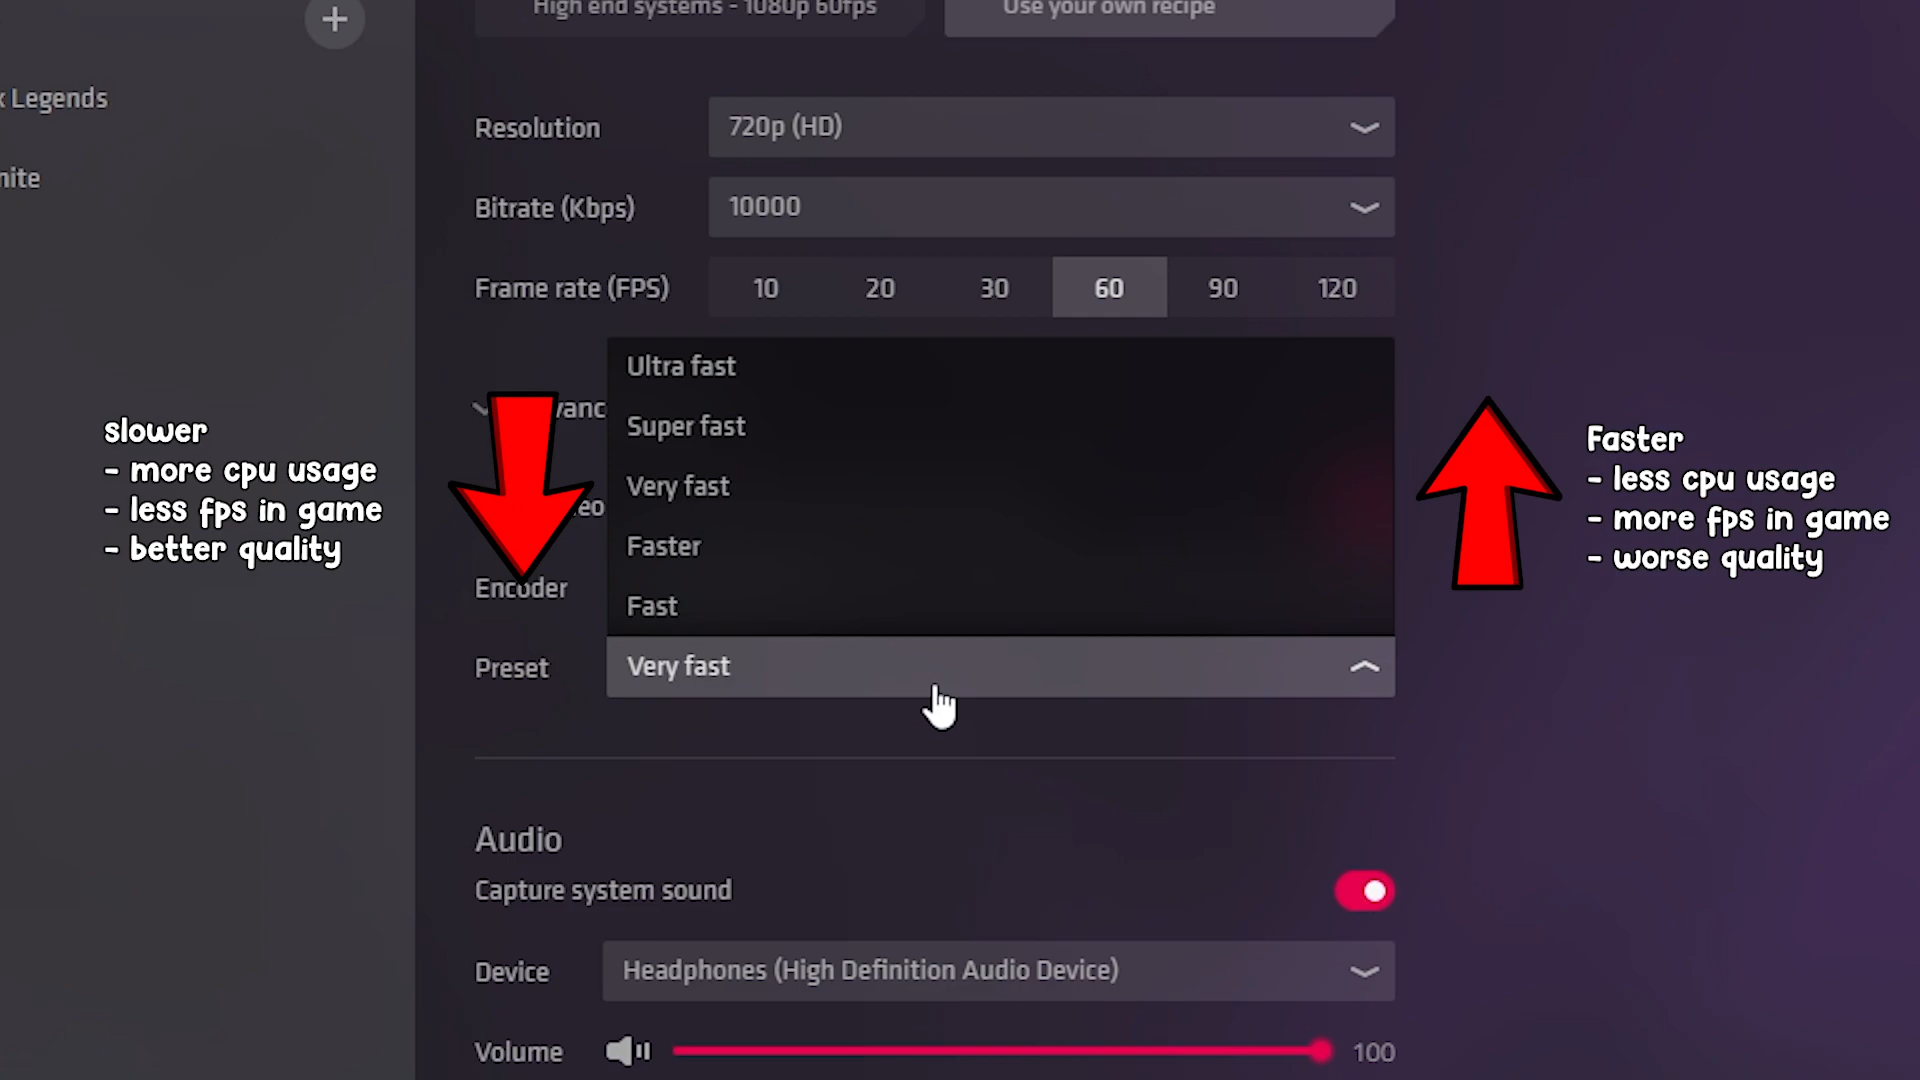 High end systems - 1080p 60fps
Use your own recipe
Legends
Resolution
720p (HD)
Bitrate (Kbps)
10000
Frame rate (FPS)
10 20 30 60 90 120
Ultra fast
Super fast
Very fast
Faster
Fast
slower
- more cpu usage
- less fps in game
- better quality
Faster
- less cpu usage
- more fps in game
- worse quality
Encoder
Preset
Very fast
Audio
Capture system sound
Device
Headphones (High Definition Audio Device)
Volume
100